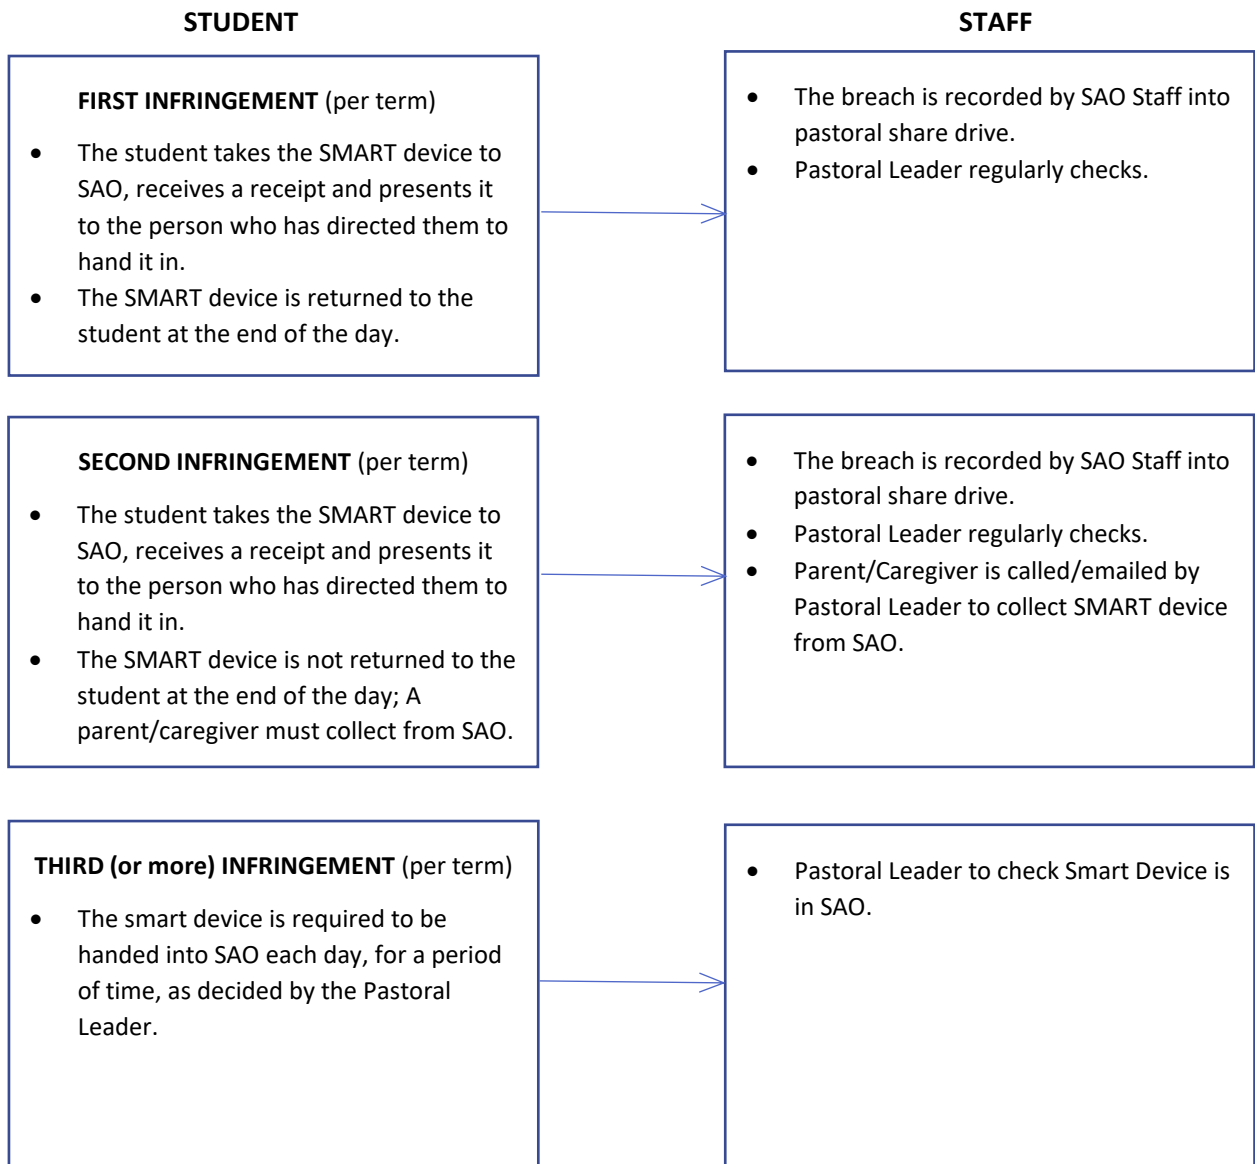 STUDENT
STAFF
FIRST INFRINGEMENT (per term)
• The student takes the SMART device to
SAO, receives a receipt and presents it
to the person who has directed them to
hand it in.
• The SMART device is returned to the
student at the end of the day.
• The breach is recorded by SAO Staff into
pastoral share drive.
• Pastoral Leader regularly checks.
SECOND INFRINGEMENT (per term)
• The student takes the SMART device to
SAO, receives a receipt and presents it
to the person who has directed them to
hand it in.
• The SMART device is not returned to the
student at the end of the day; A
parent/caregiver must collect from SAO.
• The breach is recorded by SAO Staff into
pastoral share drive.
• Pastoral Leader regularly checks.
• Parent/Caregiver is called/emailed by
Pastoral Leader to collect SMART device
from SAO.
THIRD (or more) INFRINGEMENT (per term)
• The smart device is required to be
handed into SAO each day, for a period
of time, as decided by the Pastoral
Leader.
• Pastoral Leader to check Smart Device is
in SAO.